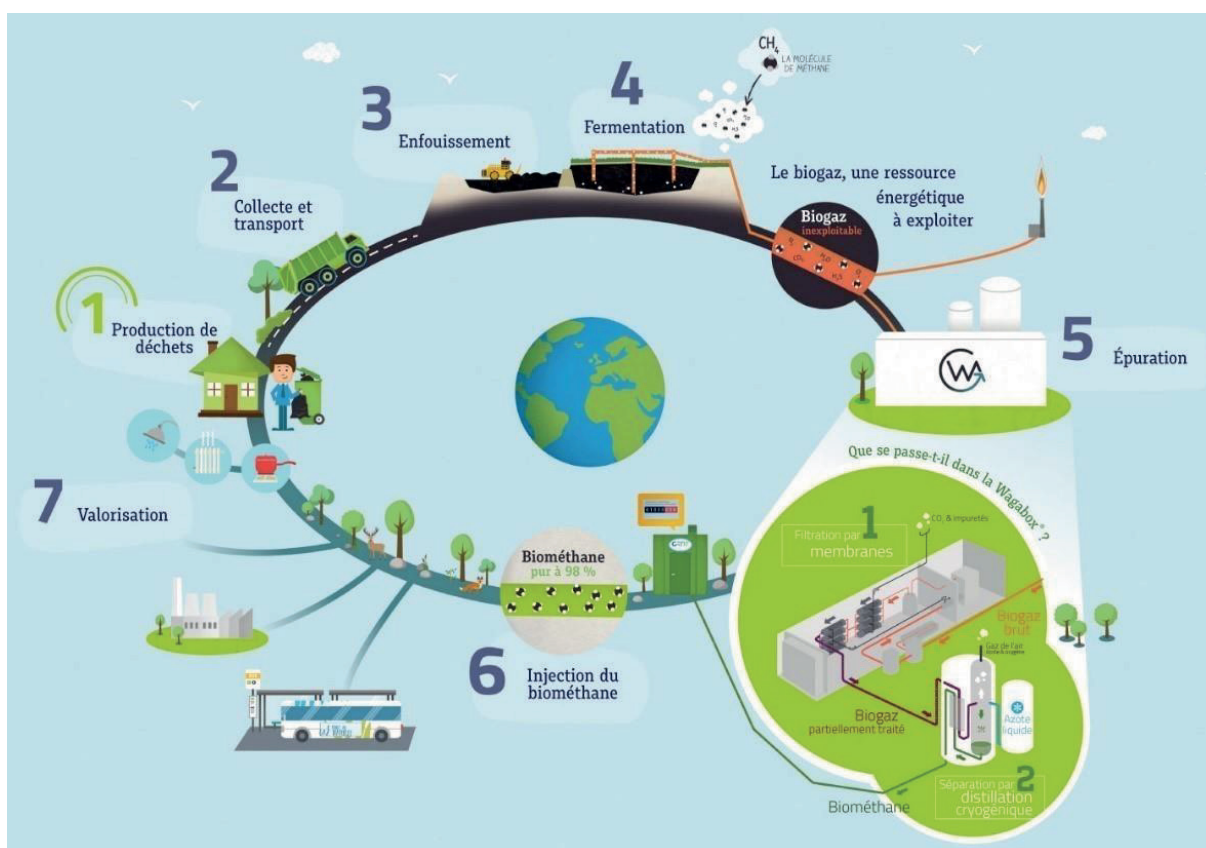 1
Production de
déchets
2
Collecte et
transport
3
Enfouissement
4
Fermentation
CH4
LA MOLÉCULE
DE MÉTHANE
Le biogaz, une ressource
énergétique
à exploiter
Biogaz
inexploitable
5
Épuration
Que se passe-t-il dans la Wagabox® ?
1
Filtration par
membranes
CO2 & impuretés
Biogaz
brut
Gaz de l'air
Azote
liquide
Biogaz
partiellement traité
2
Séparation par
distillation
cryogénique
Biométhane
6
Injection du
biométhane
Biométhane
pur à 98 %
7
Valorisation